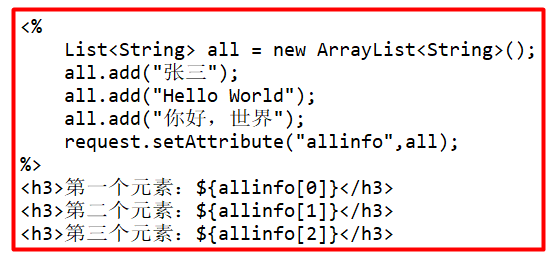 <%
    List<String> all = new ArrayList<String>();
    all.add("张三");
    all.add("Hello World");
    all.add("你好，世界");
    request.setAttribute("allinfo",all);
%>
<h3>第一个元素：${allinfo[0]}</h3>
<h3>第二个元素：${allinfo[1]}</h3>
<h3>第三个元素：${allinfo[2]}</h3>